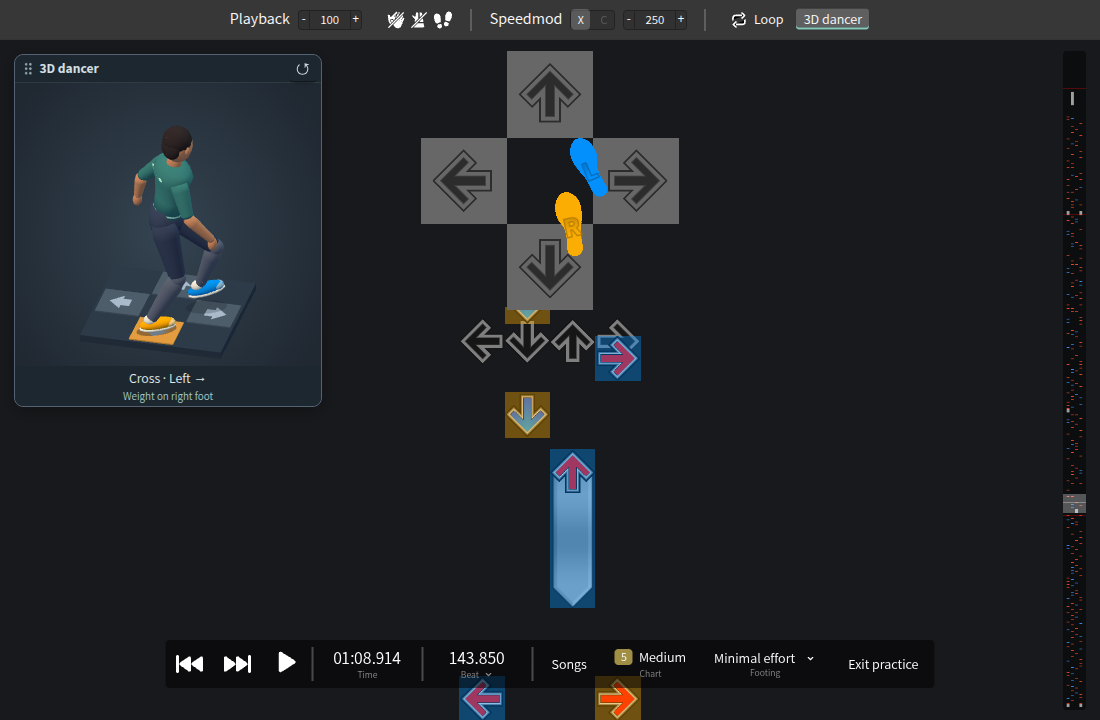 Playback - 100 + Speedmod X C - 250 + Loop 3D dancer
3D dancer
L
R
Cross · Left →
Weight on right foot
01:08.914
Time
143.850
Beat
Songs
5 Medium
Chart
Minimal effort
Footing
Exit practice